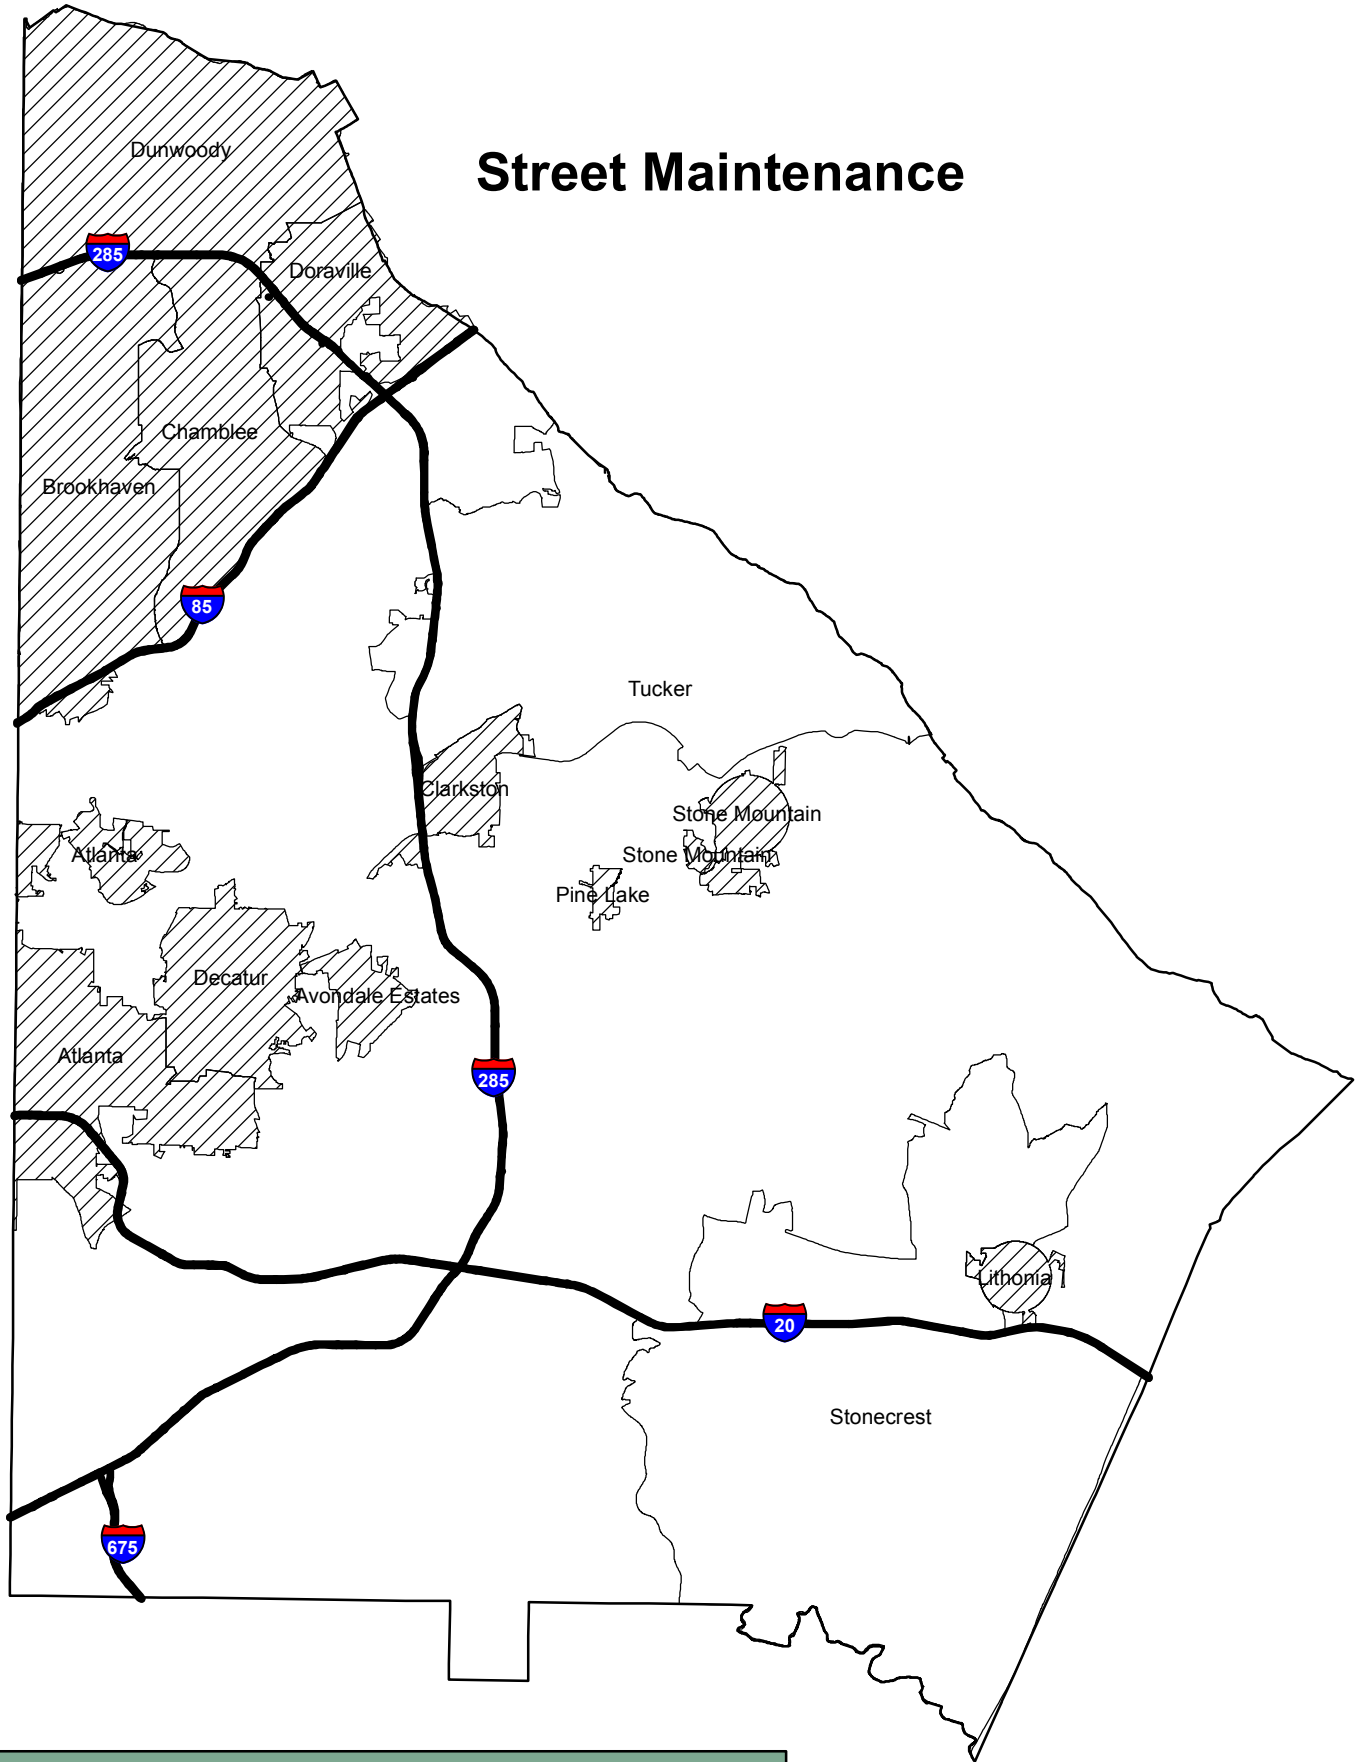 Dunwoody
Street Maintenance
285
Doraville
Chamblee
Brookhaven
85
Tucker
Clarkston
Stone Mountain
Atlanta
Stone Mountain
Pine Lake
Decatur
Avondale Estates
Atlanta
285
Lithonia
20
Stonecrest
675